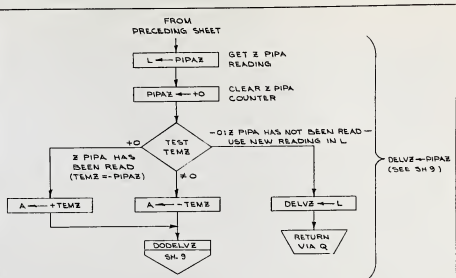 FROM
PRECEDING SHEET
L ← PIPAZ
GET Z PIPA
READING
PIPAZ ← +0
CLEAR Z PIPA
COUNTER
TEST
TEMZ
+0
-0 | Z PIPA HAS NOT BEEN READ —
USE NEW READING IN L
Z PIPA HAS
BEEN READ
(TEMZ = -PIPAZ)
≠0
DELVZ ← PIPAZ
(SEE SH 9)
A ← +TEMZ
A ← -TEMZ
DELVZ ← L
RETURN
VIA Q
DODELVZ
SH. 9